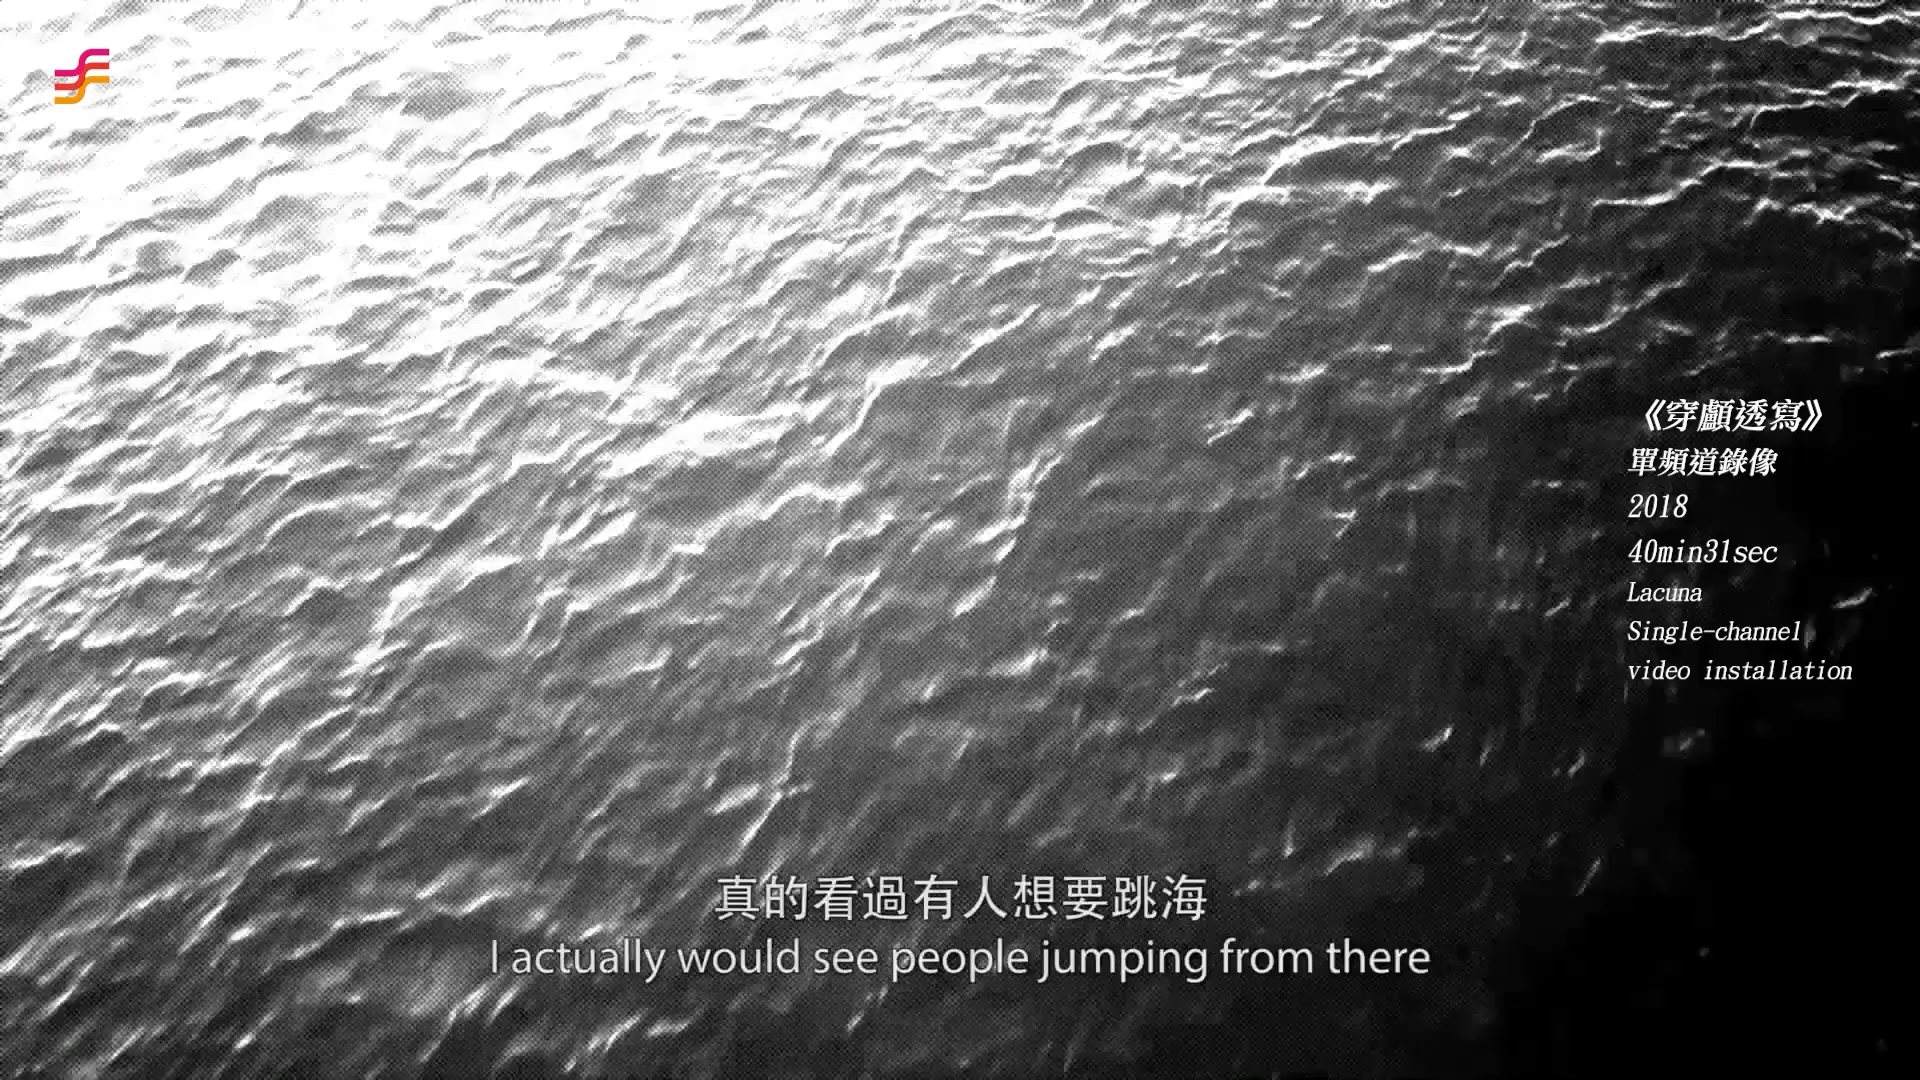 《穿顱透寫》
單頻道錄像
2018
40min31sec
Lacuna
Single-channel
video installation
真的看過有人想要跳海
I actually would see people jumping from there